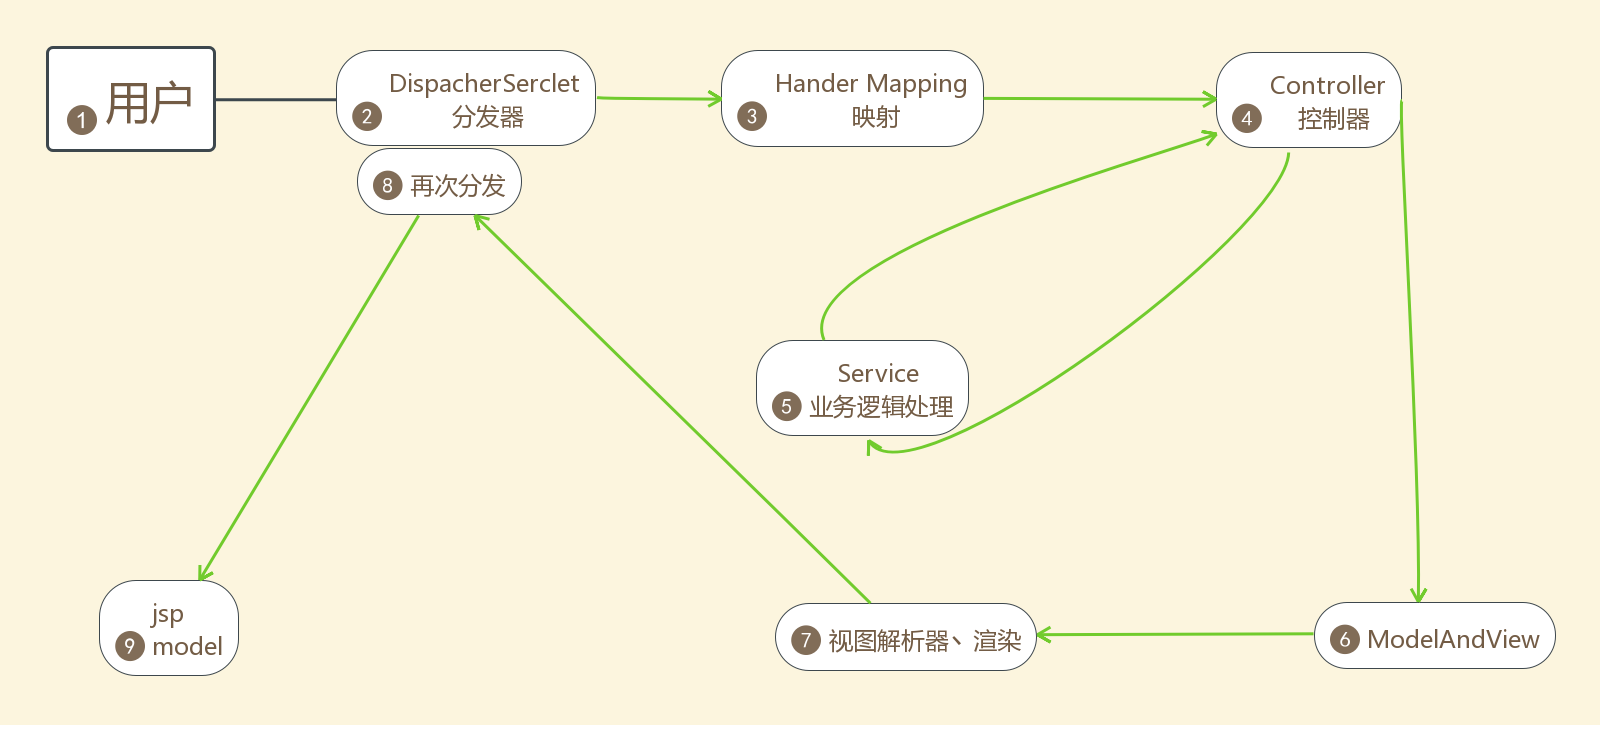 1 用户
DispacherSerclet
2 分发器
Hander Mapping
3 映射
Controller
4 控制器
8 再次分发
Service
5 业务逻辑处理
jsp
9 model
7 视图解析器、渲染
6 ModelAndView